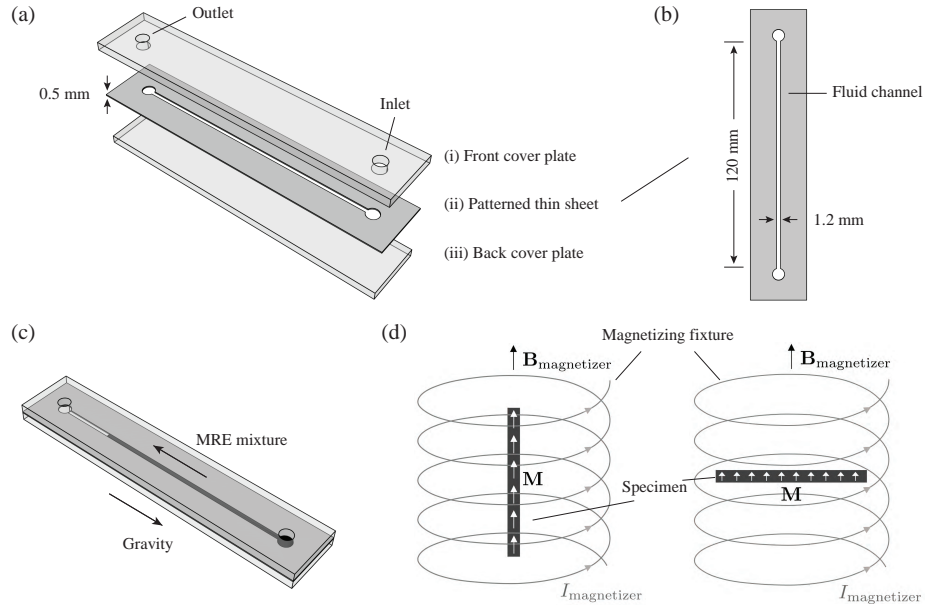 (a)
Outlet
0.5 mm
Inlet
(i) Front cover plate
(ii) Patterned thin sheet
(iii) Back cover plate
(b)
Fluid channel
120 mm
1.2 mm
(c)
MRE mixture
Gravity
(d)
Magnetizing fixture
B_magnetizer
B_magnetizer
M
Specimen
M
I_magnetizer
I_magnetizer